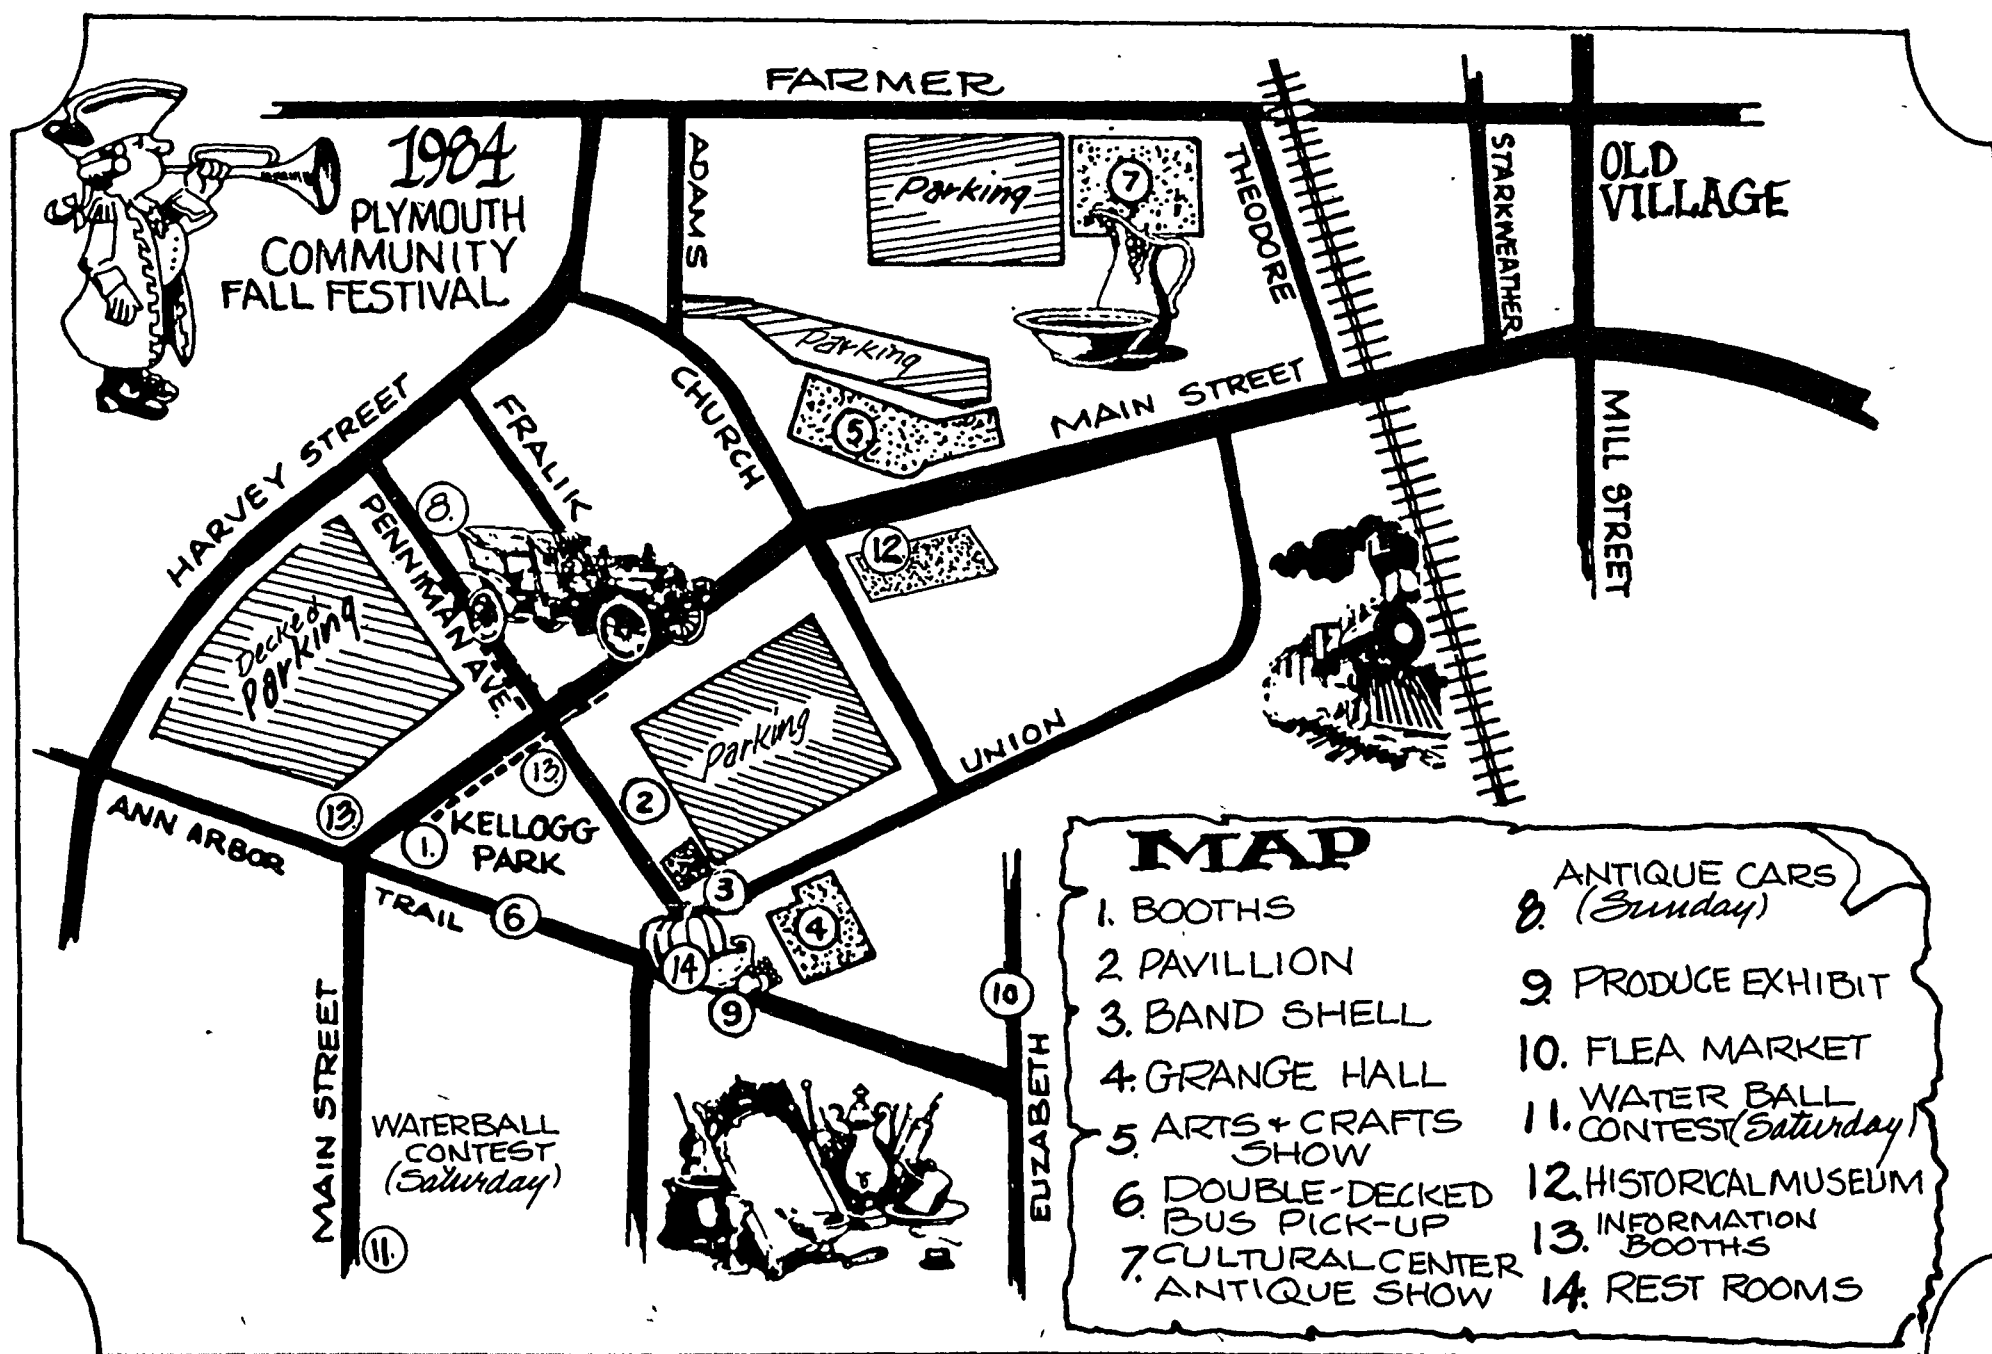 FARMER
1984
PLYMOUTH
COMMUNITY
FALL FESTIVAL
ADAMS
Parking
7
THEODORE
STARKWEATHER
OLD
VILLAGE
Parking
5
MAIN STREET
CHURCH
FRALIK
HARVEY STREET
PENNIMAN AVE.
8.
12.
MILL STREET
Decked
Parking
Parking
UNION
13.
13.
2
1.
KELLOGG
PARK
ANN ARBOR
TRAIL
6
3
4
14
9
10
ELIZABETH
MAIN STREET
WATERBALL
CONTEST
(Saturday)
11.
MAP
1. BOOTHS
2 PAVILLION
3. BAND SHELL
4. GRANGE HALL
5. ARTS + CRAFTS
SHOW
6. DOUBLE-DECKED
BUS PICK-UP
7. CULTURAL CENTER
ANTIQUE SHOW
8. ANTIQUE CARS
(Sunday)
9. PRODUCE EXHIBIT
10. FLEA MARKET
11. WATER BALL
CONTEST (Saturday)
12. HISTORICAL MUSEUM
13. INFORMATION
BOOTHS
14. REST ROOMS